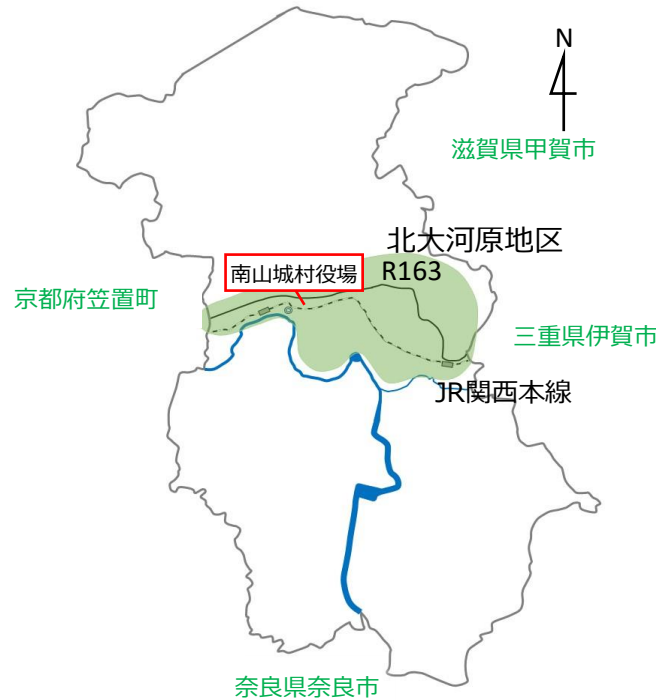 N
滋賀県甲賀市
北大河原地区
南山城村役場
R163
京都府笠置町
三重県伊賀市
JR関西本線
奈良県奈良市